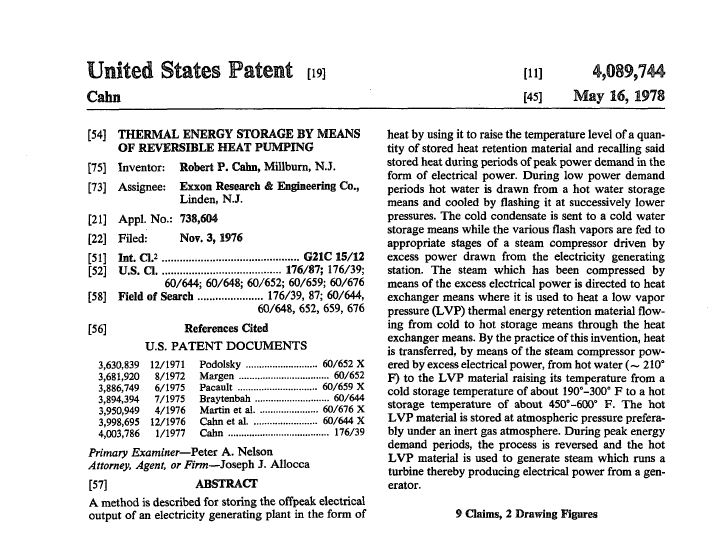 United States Patent [19]
[11] 4,089,744
Cahn
[45] May 16, 1978
[54] THERMAL ENERGY STORAGE BY MEANS
OF REVERSIBLE HEAT PUMPING
[75] Inventor: Robert P. Cahn, Millburn, N.J.
[73] Assignee: Exxon Research & Engineering Co.,
Linden, N.J.
[21] Appl. No.: 738,604
[22] Filed: Nov. 3, 1976
[51] Int. Cl.² ................................................ G21C 15/12
[52] U.S. Cl. ......................................... 176/87; 176/39;
60/644; 60/648; 60/652; 60/659; 60/676
[58] Field of Search ...................... 176/39, 87; 60/644,
60/648, 652, 659, 676
[56] References Cited
U.S. PATENT DOCUMENTS
3,630,839 12/1971 Podolsky .......................... 60/652 X
3,681,920 8/1972 Margen ................................ 60/652
3,886,749 6/1975 Pacault ............................. 60/659 X
3,894,394 7/1975 Braytenbah .......................... 60/644
3,950,949 4/1976 Martin et al. ..................... 60/676 X
3,998,695 12/1976 Cahn et al. ....................... 60/644 X
4,003,786 1/1977 Cahn .................................... 176/39
Primary Examiner—Peter A. Nelson
Attorney, Agent, or Firm—Joseph J. Allocca
[57] ABSTRACT
A method is described for storing the offpeak electrical
output of an electricity generating plant in the form of
heat by using it to raise the temperature level of a quan-
tity of stored heat retention material and recalling said
stored heat during periods of peak power demand in the
form of electrical power. During low power demand
periods hot water is drawn from a hot water storage
means and cooled by flashing it at successively lower
pressures. The cold condensate is sent to a cold water
storage means while the various flash vapors are fed to
appropriate stages of a steam compressor driven by
excess power drawn from the electricity generating
station. The steam which has been compressed by
means of the excess electrical power is directed to heat
exchanger means where it is used to heat a low vapor
pressure (LVP) thermal energy retention material flow-
ing from cold to hot storage means through the heat
exchanger means. By the practice of this invention, heat
is transferred, by means of the steam compressor pow-
ered by excess electrical power, from hot water (~ 210°
F) to the LVP material raising its temperature from a
cold storage temperature of about 190°-300° F to a hot
storage temperature of about 450°-600° F. The hot
LVP material is stored at atmospheric pressure prefera-
bly under an inert gas atmosphere. During peak energy
demand periods, the process is reversed and the hot
LVP material is used to generate steam which runs a
turbine thereby producing electrical power from a gen-
erator.
9 Claims, 2 Drawing Figures